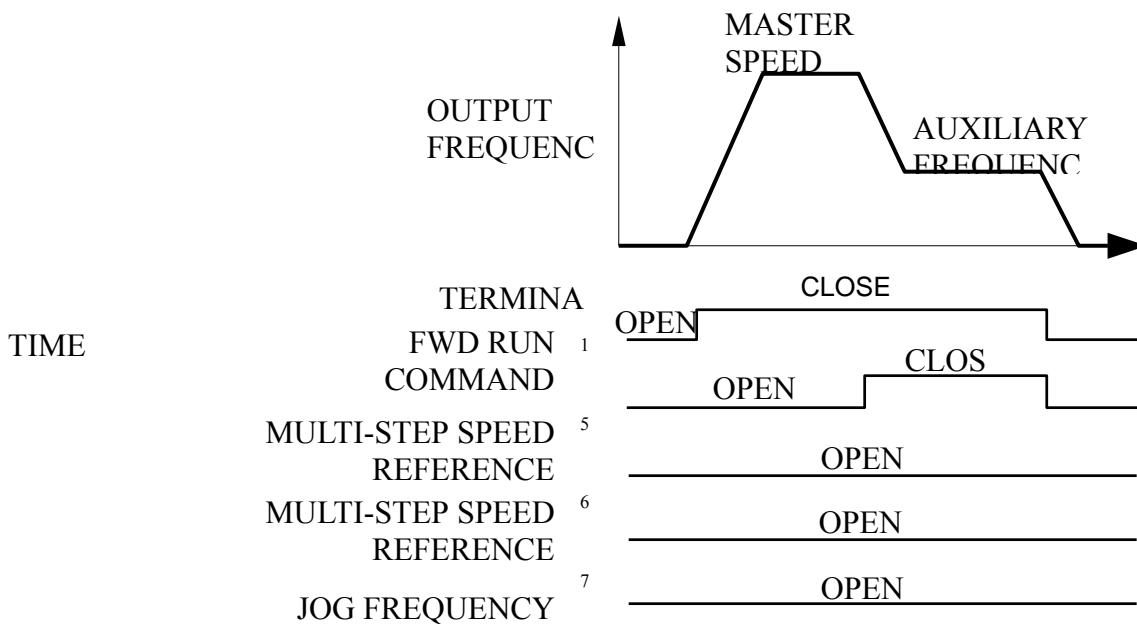 MASTER
SPEED
OUTPUT
FREQUENC
AUXILIARY
FREQUENC
TERMINA
CLOSE
OPEN
TIME
FWD RUN 1
COMMAND
CLOS
OPEN
MULTI-STEP SPEED 5
REFERENCE
OPEN
MULTI-STEP SPEED 6
REFERENCE
OPEN
JOG FREQUENCY 7
OPEN